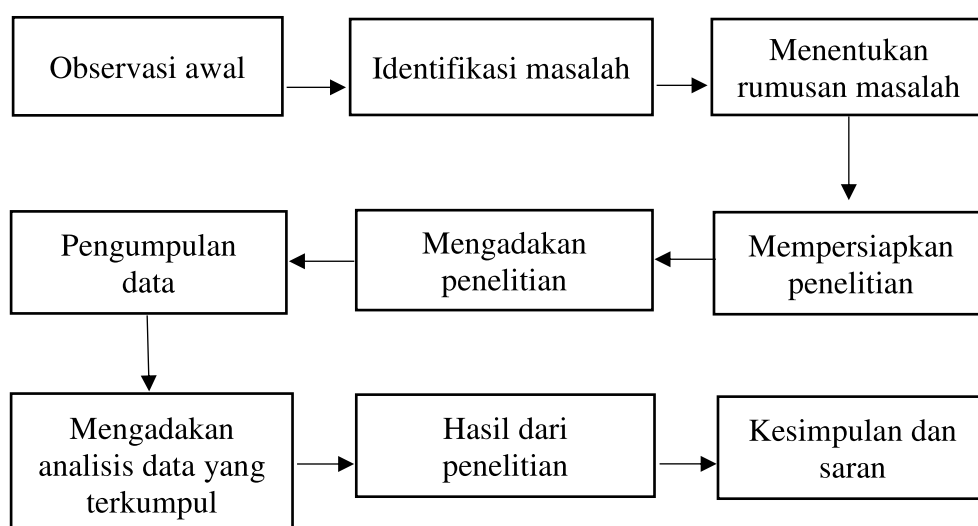 Observasi awal
Identifikasi masalah
Menentukan
rumusan masalah
Mempersiapkan
penelitian
Mengadakan
penelitian
Pengumpulan
data
Mengadakan
analisis data yang
terkumpul
Hasil dari
penelitian
Kesimpulan dan
saran